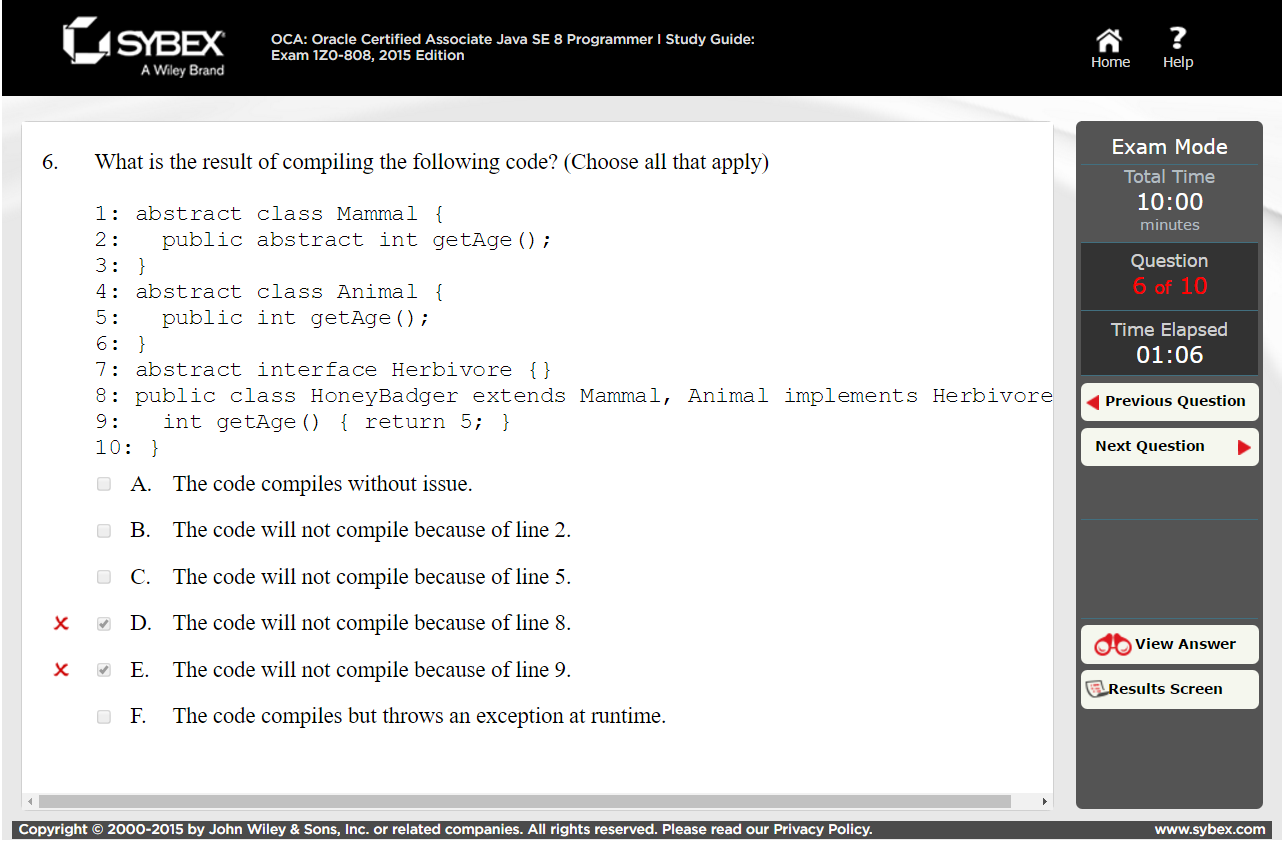 SYBEX
A Wiley Brand
OCA: Oracle Certified Associate Java SE 8 Programmer I Study Guide:
Exam 1Z0-808, 2015 Edition
Home
?
Help
6. What is the result of compiling the following code? (Choose all that apply)
1: abstract class Mammal {
2:   public abstract int getAge();
3: }
4: abstract class Animal {
5:   public int getAge();
6: }
7: abstract interface Herbivore {}
8: public class HoneyBadger extends Mammal, Animal implements Herbivore
9:   int getAge() { return 5; }
10: }
A. The code compiles without issue.
B. The code will not compile because of line 2.
C. The code will not compile because of line 5.
D. The code will not compile because of line 8.
E. The code will not compile because of line 9.
F. The code compiles but throws an exception at runtime.
Exam Mode
Total Time
10:00
minutes
Question
6 of 10
Time Elapsed
01:06
Previous Question
Next Question
View Answer
Results Screen
Copyright © 2000-2015 by John Wiley & Sons, Inc. or related companies. All rights reserved. Please read our Privacy Policy.
www.sybex.com